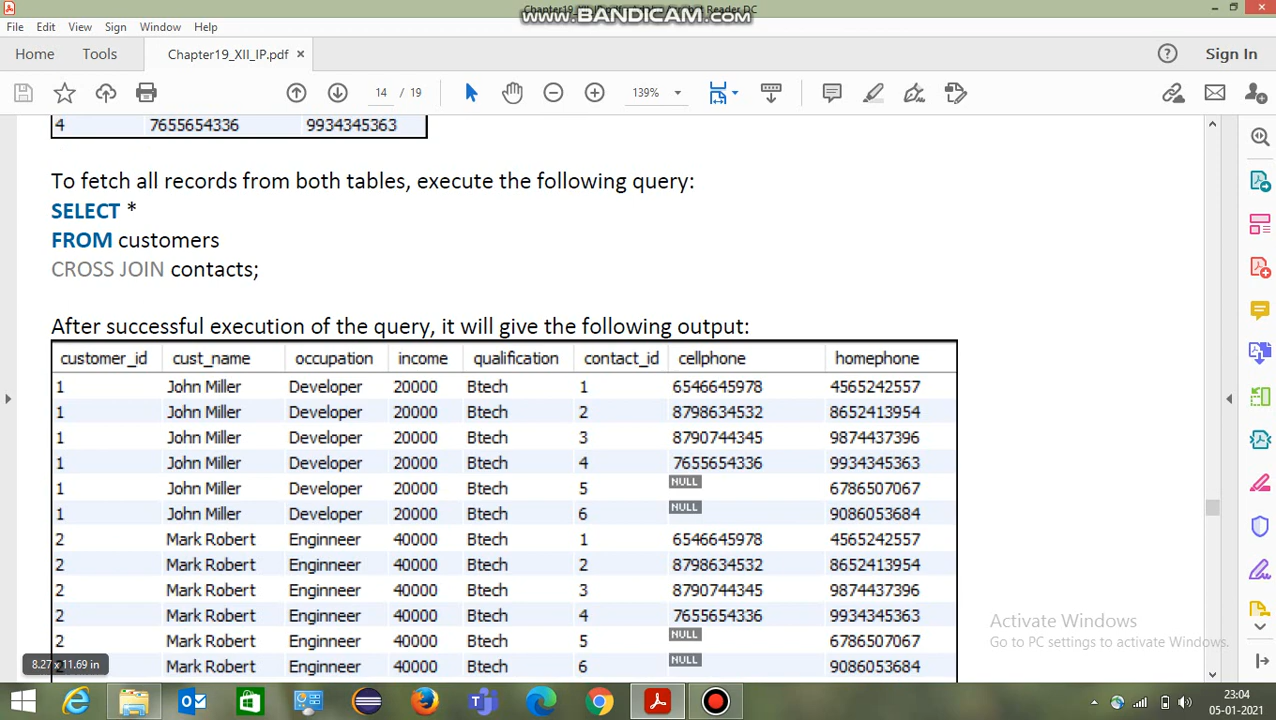 Reader DC
www.BANDICAM.com
File Edit View Sign Window Help
Home Tools Chapter19_XII_IP.pdf × ? Sign In
14 / 19 139%
4 7655654336 9934345363
To fetch all records from both tables, execute the following query:
SELECT *
FROM customers
CROSS JOIN contacts;
After successful execution of the query, it will give the following output:
customer_id cust_name occupation income qualification contact_id cellphone homephone
1 John Miller Developer 20000 Btech 1 6546645978 4565242557
1 John Miller Developer 20000 Btech 2 8798634532 8652413954
1 John Miller Developer 20000 Btech 3 8790744345 9874437396
1 John Miller Developer 20000 Btech 4 7655654336 9934345363
1 John Miller Developer 20000 Btech 5 NULL 6786507067
1 John Miller Developer 20000 Btech 6 NULL 9086053684
2 Mark Robert Enginneer 40000 Btech 1 6546645978 4565242557
2 Mark Robert Enginneer 40000 Btech 2 8798634532 8652413954
2 Mark Robert Enginneer 40000 Btech 3 8790744345 9874437396
2 Mark Robert Enginneer 40000 Btech 4 7655654336 9934345363
2 Mark Robert Enginneer 40000 Btech 5 NULL 6786507067
2 Mark Robert Enginneer 40000 Btech 6 NULL 9086053684
8.27 x 11.69 in
Activate Windows
Go to PC settings to activate Windows.
23:04
05-01-2021